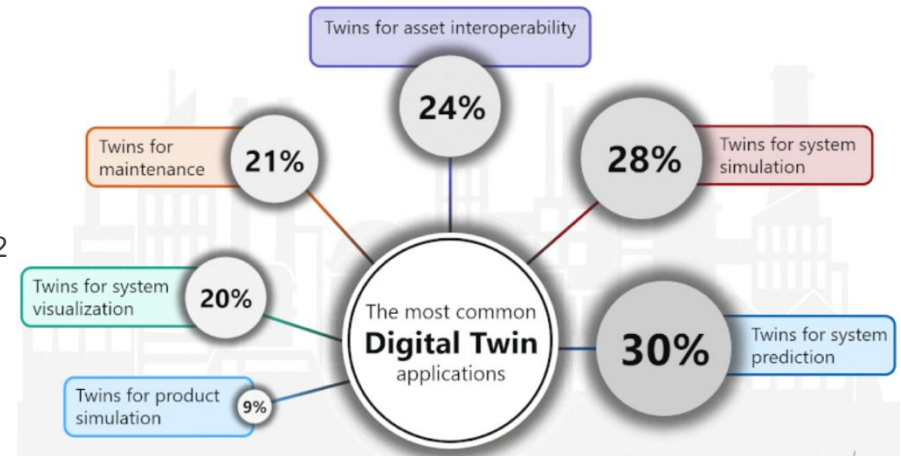 Twins for asset interoperability
24%
Twins for
maintenance
21%
28%
Twins for system
simulation
2
Twins for system
visualization
20%
The most common
Digital Twin
applications
30%
Twins for system
prediction
Twins for product
simulation
9%